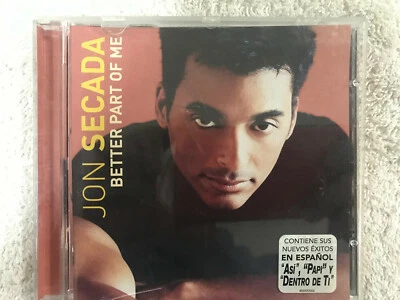 JON SECADA
BETTER PART OF ME
CONTIENE SUS
NUEVOS ÉXITOS
EN ESPAÑOL
"ASÍ", "PAPI" Y
"DENTRO DE TI"